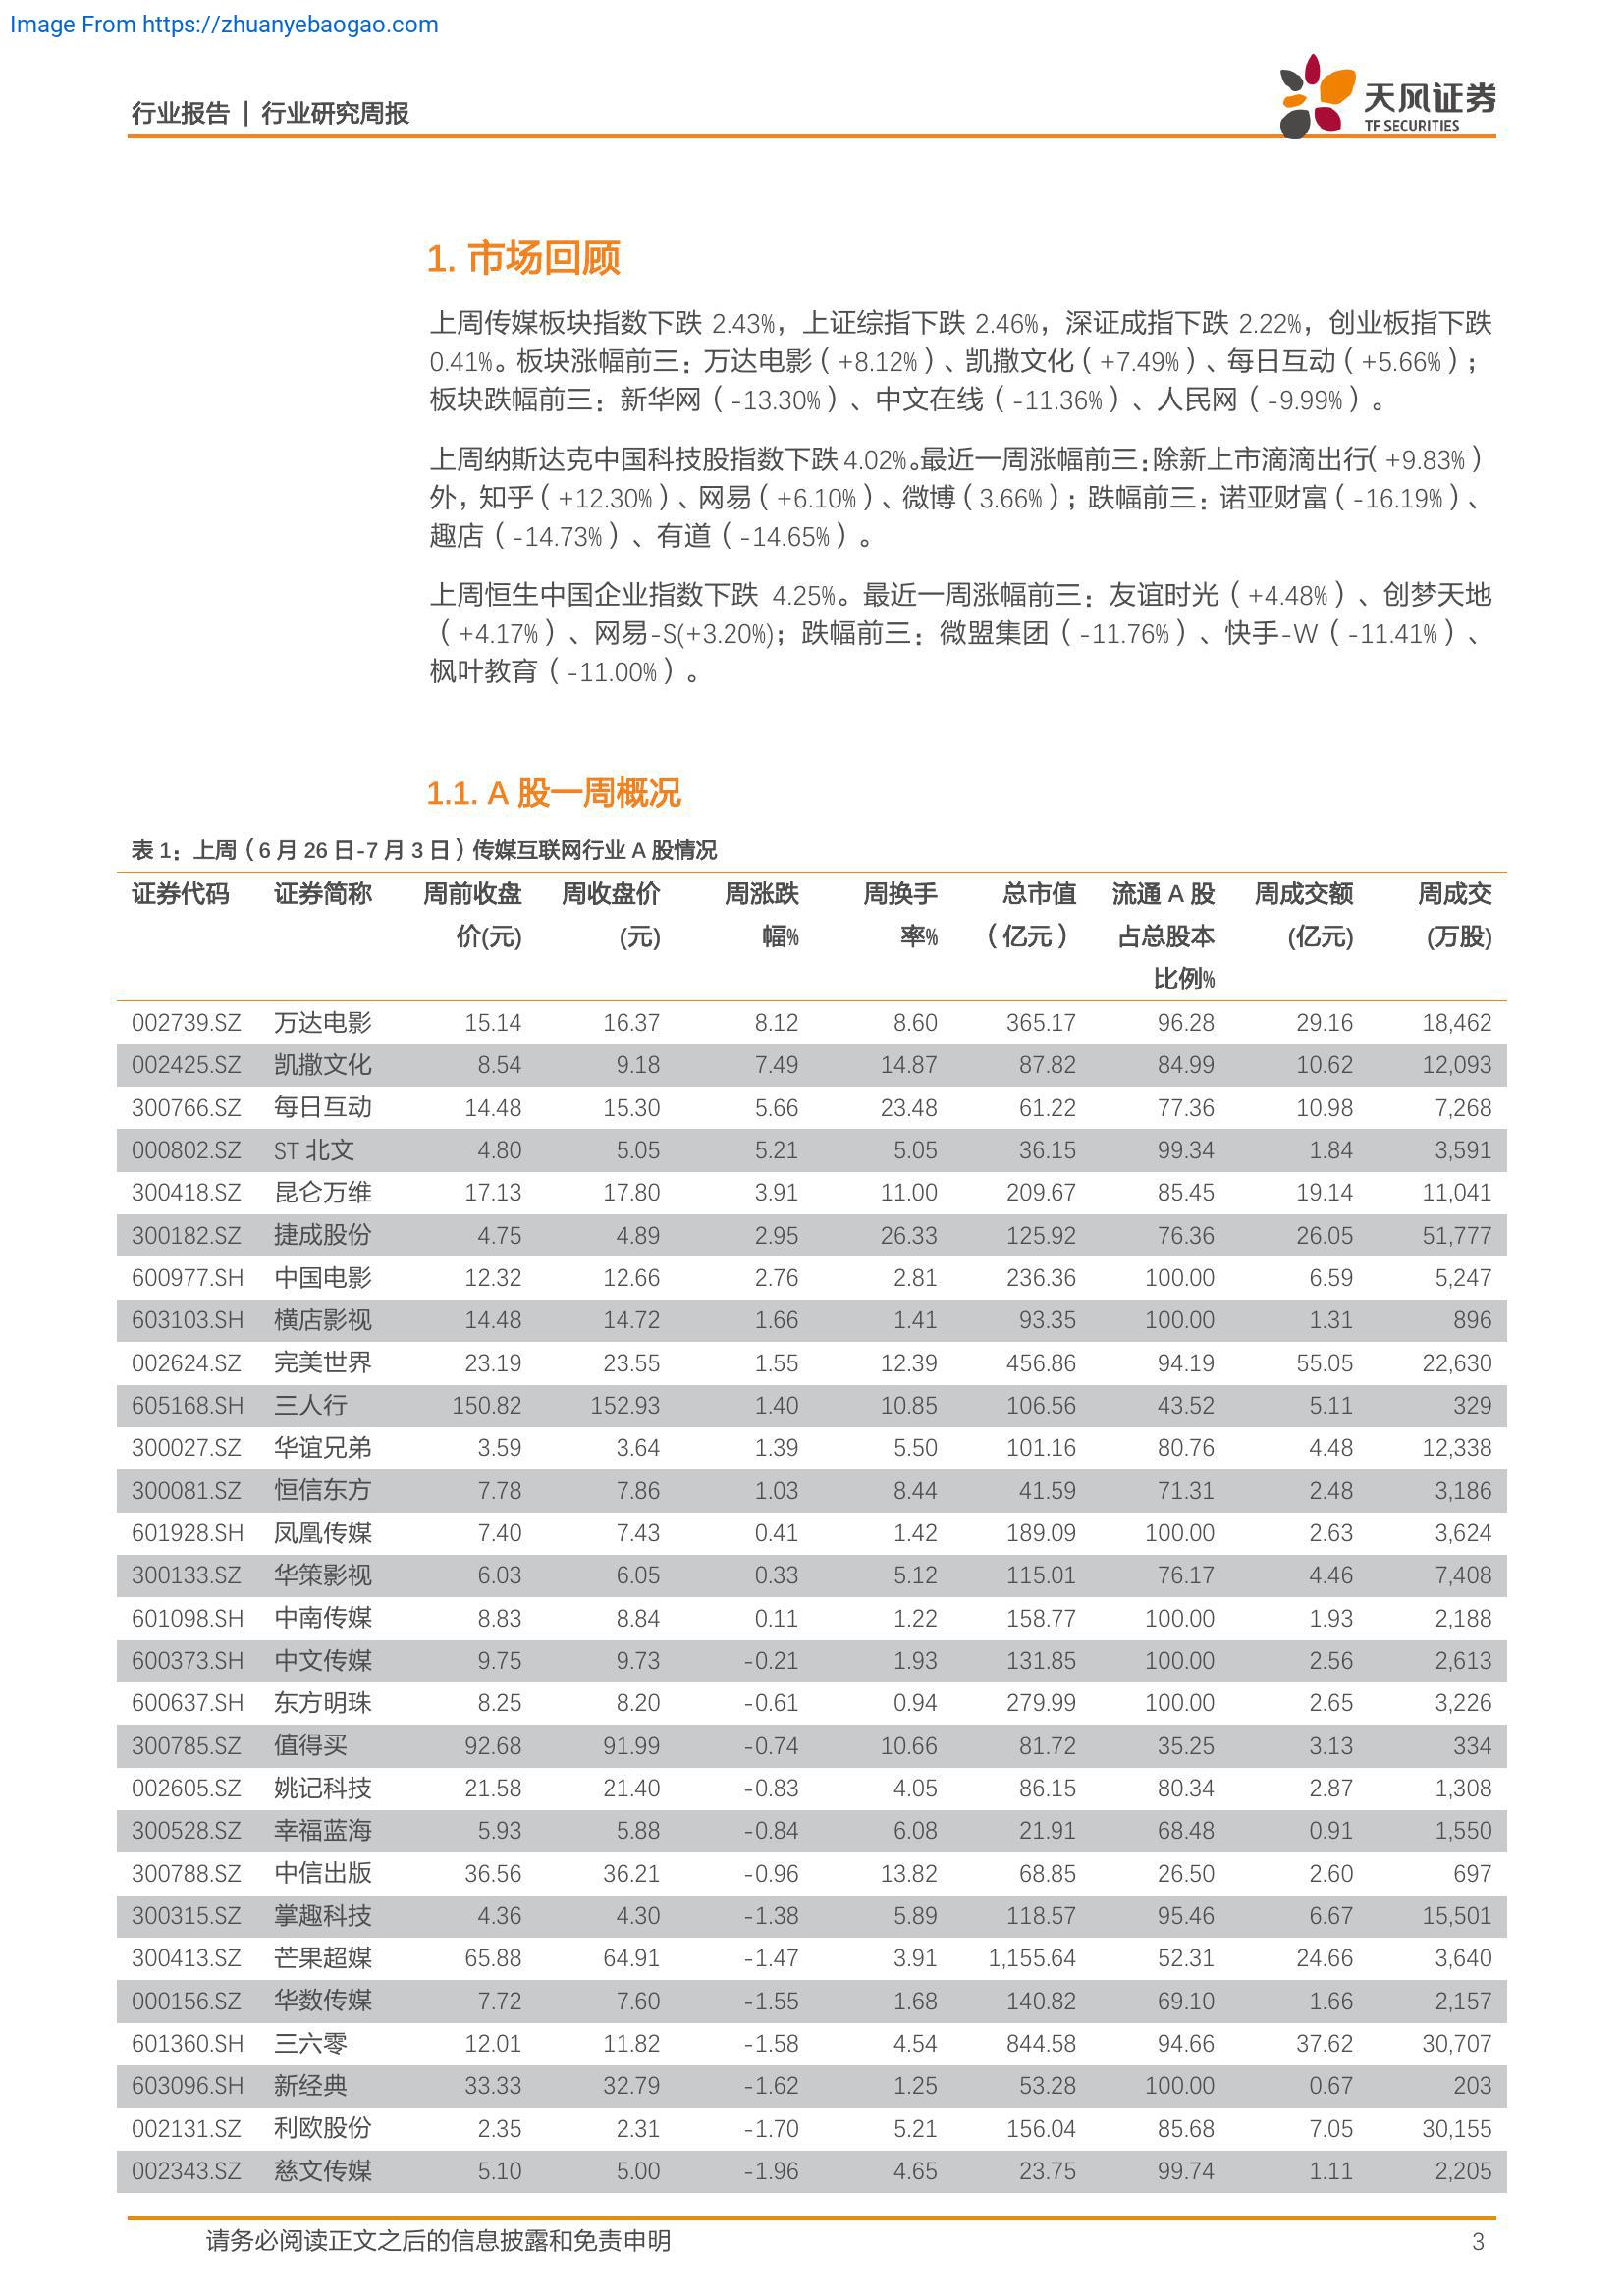 Image From https://zhuanyebaogao.com
行业报告 | 行业研究周报
天风证券
TF SECURITIES
1. 市场回顾
上周传媒板块指数下跌 2.43%，上证综指下跌 2.46%，深证成指下跌 2.22%，创业板指下跌
0.41%。板块涨幅前三：万达电影（+8.12%）、凯撒文化（+7.49%）、每日互动（+5.66%）；
板块跌幅前三：新华网（-13.30%）、中文在线（-11.36%）、人民网（-9.99%）。
上周纳斯达克中国科技股指数下跌 4.02%。最近一周涨幅前三：除新上市滴滴出行（+9.83%）
外，知乎（+12.30%）、网易（+6.10%）、微博（3.66%）；跌幅前三：诺亚财富（-16.19%）、
趣店（-14.73%）、有道（-14.65%）。
上周恒生中国企业指数下跌 4.25%。最近一周涨幅前三：友谊时光（+4.48%）、创梦天地
（+4.17%）、网易-S(+3.20%)；跌幅前三：微盟集团（-11.76%）、快手-W（-11.41%）、
枫叶教育（-11.00%）。
1.1. A 股一周概况
表 1：上周（6 月 26 日-7 月 3 日）传媒互联网行业 A 股情况
证券代码 证券简称 周前收盘 周收盘价 周涨跌 周换手 总市值 流通 A 股 周成交额 周成交
价(元) (元) 幅% 率% （亿元） 占总股本 (亿元) (万股)
比例%
002739.SZ 万达电影 15.14 16.37 8.12 8.60 365.17 96.28 29.16 18,462
002425.SZ 凯撒文化 8.54 9.18 7.49 14.87 87.82 84.99 10.62 12,093
300766.SZ 每日互动 14.48 15.30 5.66 23.48 61.22 77.36 10.98 7,268
000802.SZ ST 北文 4.80 5.05 5.21 5.05 36.15 99.34 1.84 3,591
300418.SZ 昆仑万维 17.13 17.80 3.91 11.00 209.67 85.45 19.14 11,041
300182.SZ 捷成股份 4.75 4.89 2.95 26.33 125.92 76.36 26.05 51,777
600977.SH 中国电影 12.32 12.66 2.76 2.81 236.36 100.00 6.59 5,247
603103.SH 横店影视 14.48 14.72 1.66 1.41 93.35 100.00 1.31 896
002624.SZ 完美世界 23.19 23.55 1.55 12.39 456.86 94.19 55.05 22,630
605168.SH 三人行 150.82 152.93 1.40 10.85 106.56 43.52 5.11 329
300027.SZ 华谊兄弟 3.59 3.64 1.39 5.50 101.16 80.76 4.48 12,338
300081.SZ 恒信东方 7.78 7.86 1.03 8.44 41.59 71.31 2.48 3,186
601928.SH 凤凰传媒 7.40 7.43 0.41 1.42 189.09 100.00 2.63 3,624
300133.SZ 华策影视 6.03 6.05 0.33 5.12 115.01 76.17 4.46 7,408
601098.SH 中南传媒 8.83 8.84 0.11 1.22 158.77 100.00 1.93 2,188
600373.SH 中文传媒 9.75 9.73 -0.21 1.93 131.85 100.00 2.56 2,613
600637.SH 东方明珠 8.25 8.20 -0.61 0.94 279.99 100.00 2.65 3,226
300785.SZ 值得买 92.68 91.99 -0.74 10.66 81.72 35.25 3.13 334
002605.SZ 姚记科技 21.58 21.40 -0.83 4.05 86.15 80.34 2.87 1,308
300528.SZ 幸福蓝海 5.93 5.88 -0.84 6.08 21.91 68.48 0.91 1,550
300788.SZ 中信出版 36.56 36.21 -0.96 13.82 68.85 26.50 2.60 697
300315.SZ 掌趣科技 4.36 4.30 -1.38 5.89 118.57 95.46 6.67 15,501
300413.SZ 芒果超媒 65.88 64.91 -1.47 3.91 1,155.64 52.31 24.66 3,640
000156.SZ 华数传媒 7.72 7.60 -1.55 1.68 140.82 69.10 1.66 2,157
601360.SH 三六零 12.01 11.82 -1.58 4.54 844.58 94.66 37.62 30,707
603096.SH 新经典 33.33 32.79 -1.62 1.25 53.28 100.00 0.67 203
002131.SZ 利欧股份 2.35 2.31 -1.70 5.21 156.04 85.68 7.05 30,155
002343.SZ 慈文传媒 5.10 5.00 -1.96 4.65 23.75 99.74 1.11 2,205
请务必阅读正文之后的信息披露和免责申明 3